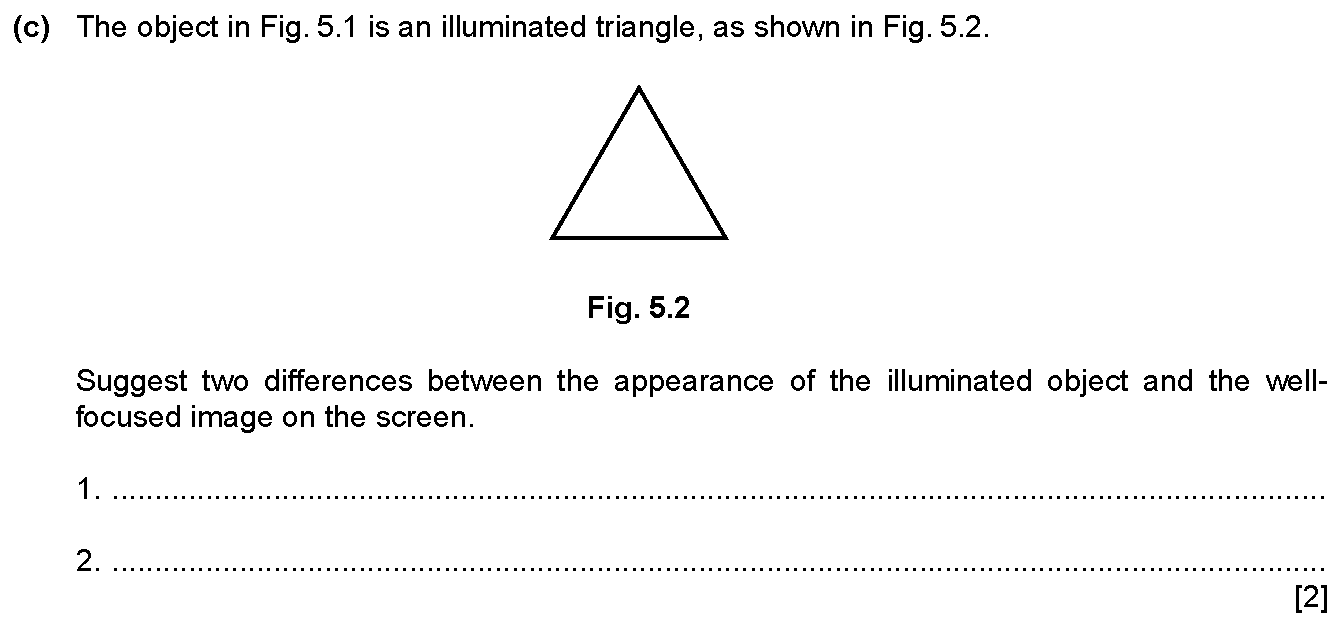 (c) The object in Fig. 5.1 is an illuminated triangle, as shown in Fig. 5.2.
Fig. 5.2
Suggest two differences between the appearance of the illuminated object and the well-
focused image on the screen.
1. ................................................................................................................................................
2. ................................................................................................................................................
[2]